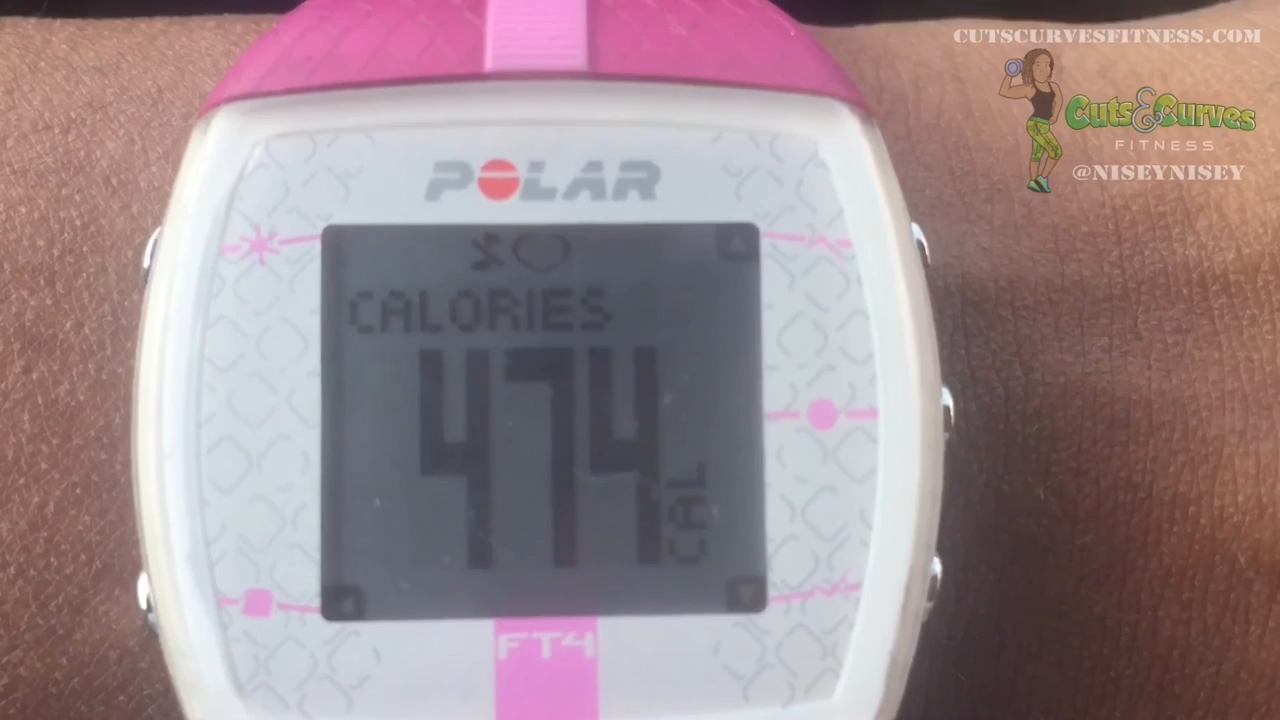 CUTSCURVESFITNESS.COM
Cuts&Curves
FITNESS
@NISEYNISEY
POLAR
CALORIES
474
CAL
FT4